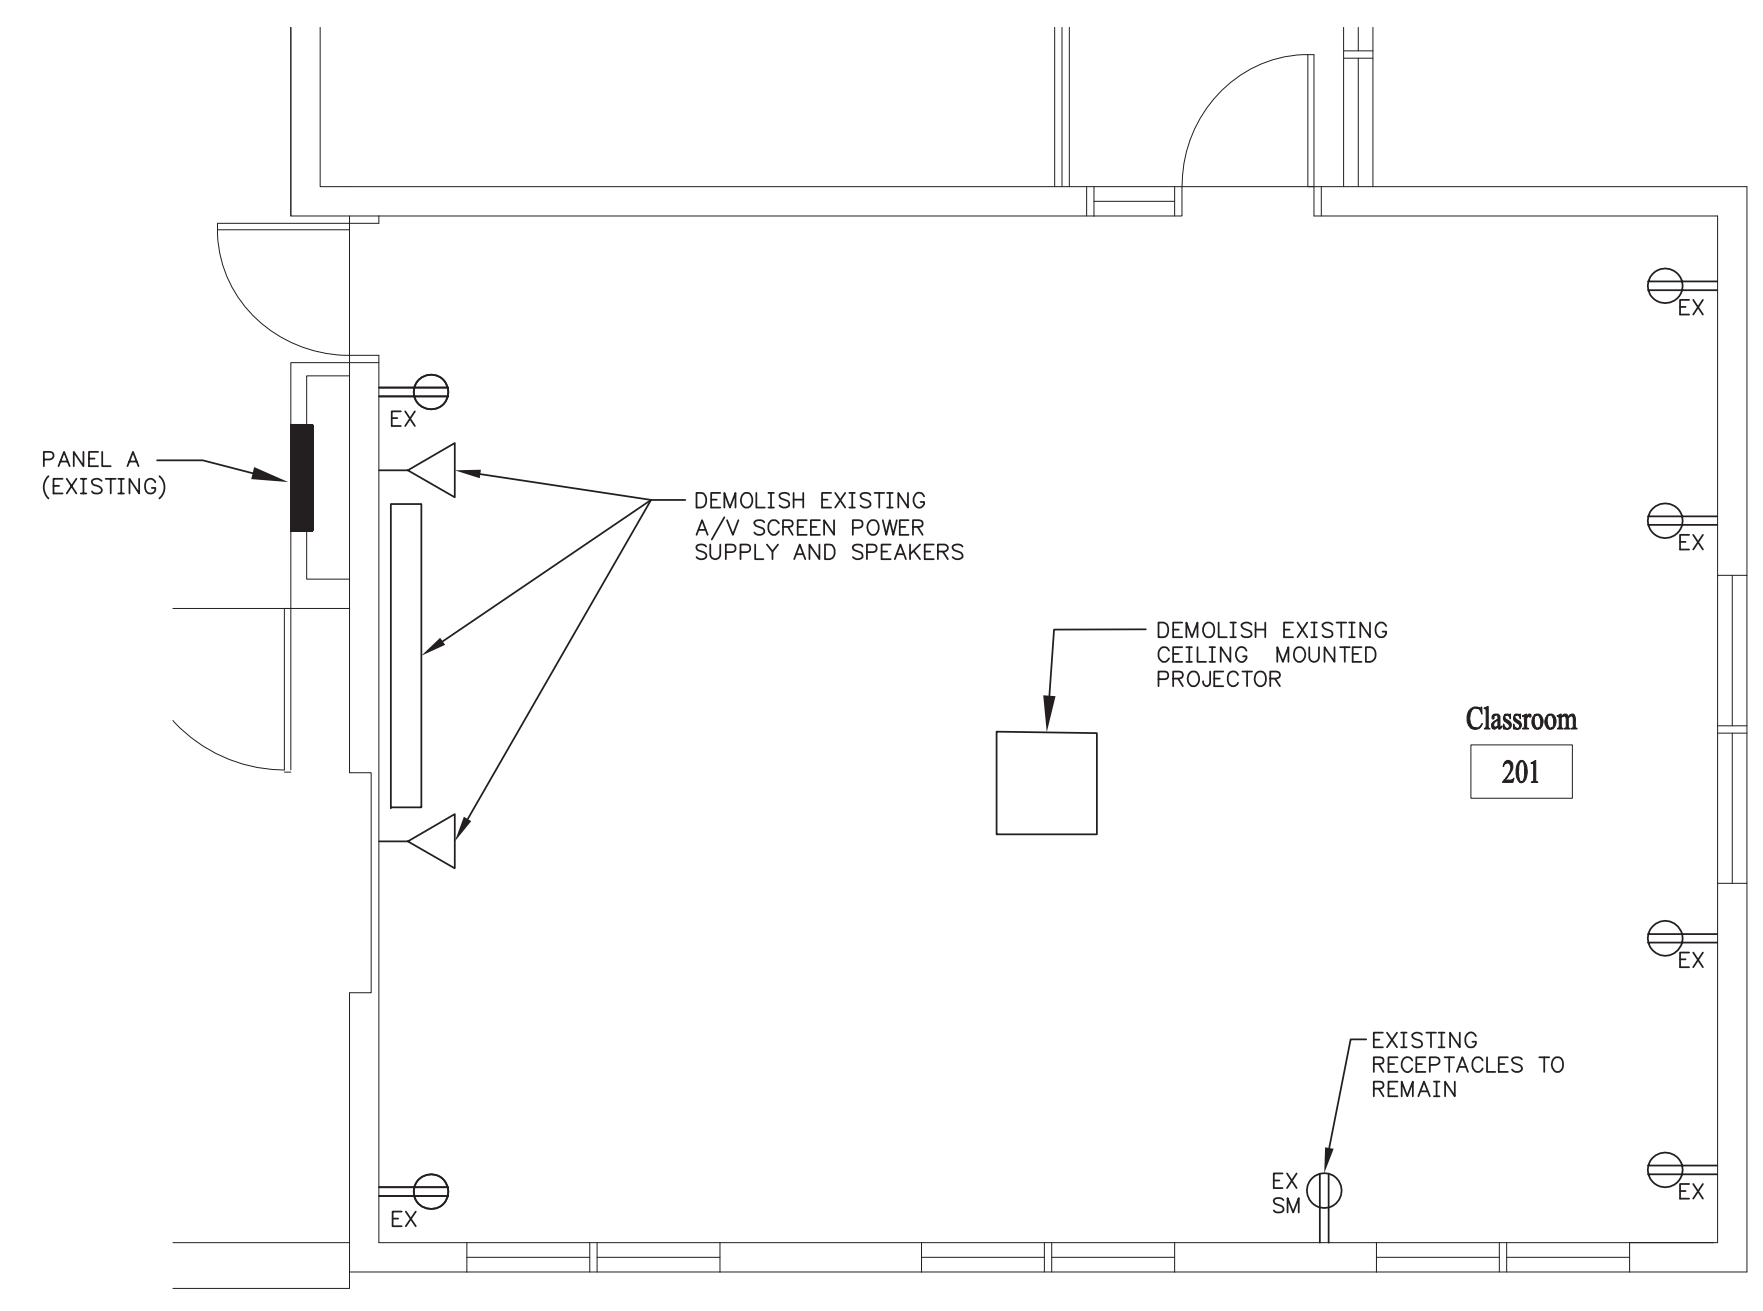 EX
EX
PANEL A
(EXISTING)
DEMOLISH EXISTING
A/V SCREEN POWER
SUPPLY AND SPEAKERS
EX
DEMOLISH EXISTING
CEILING MOUNTED
PROJECTOR
Classroom
201
EX
EXISTING
RECEPTACLES TO
REMAIN
EX
SM
EX
EX